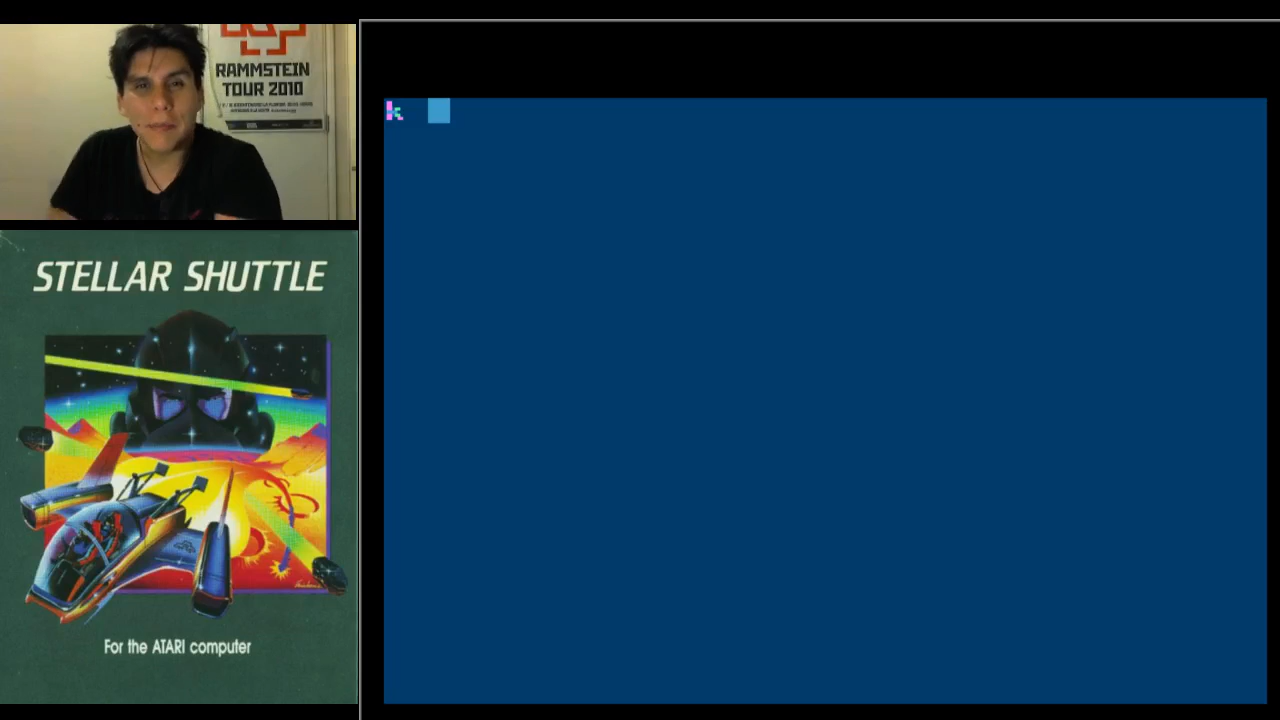 RAMMSTEIN
TOUR 2010
k
STELLAR SHUTTLE
For the ATARI computer